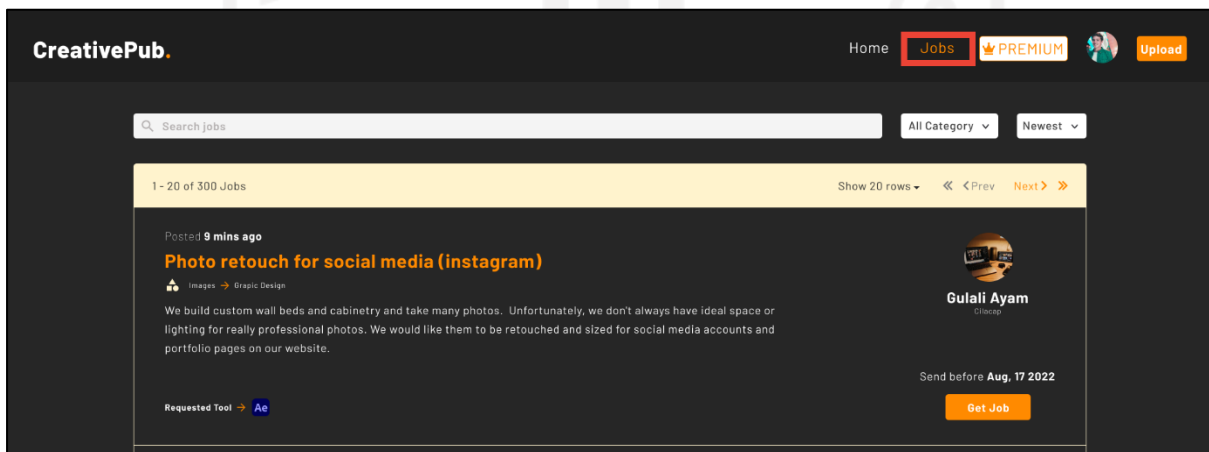 CreativePub.
Home Jobs PREMIUM Upload
Search jobs
All Category Newest
1 - 20 of 300 Jobs Show 20 rows Prev Next
Posted 9 mins ago
Photo retouch for social media (instagram)
Images → Grapic Design
Gulali Ayam
Cilacap
We build custom wall beds and cabinetry and take many photos. Unfortunately, we don't always have ideal space or
lighting for really professional photos. We would like them to be retouched and sized for social media accounts and
portfolio pages on our website.
Send before Aug, 17 2022
Requested Tool → Ae
Get Job